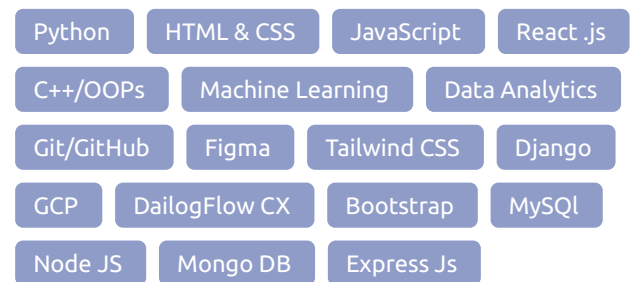 Python HTML & CSS JavaScript React .js
C++/OOPs Machine Learning Data Analytics
Git/GitHub Figma Tailwind CSS Django
GCP DailogFlow CX Bootstrap MySQl
Node JS Mongo DB Express Js